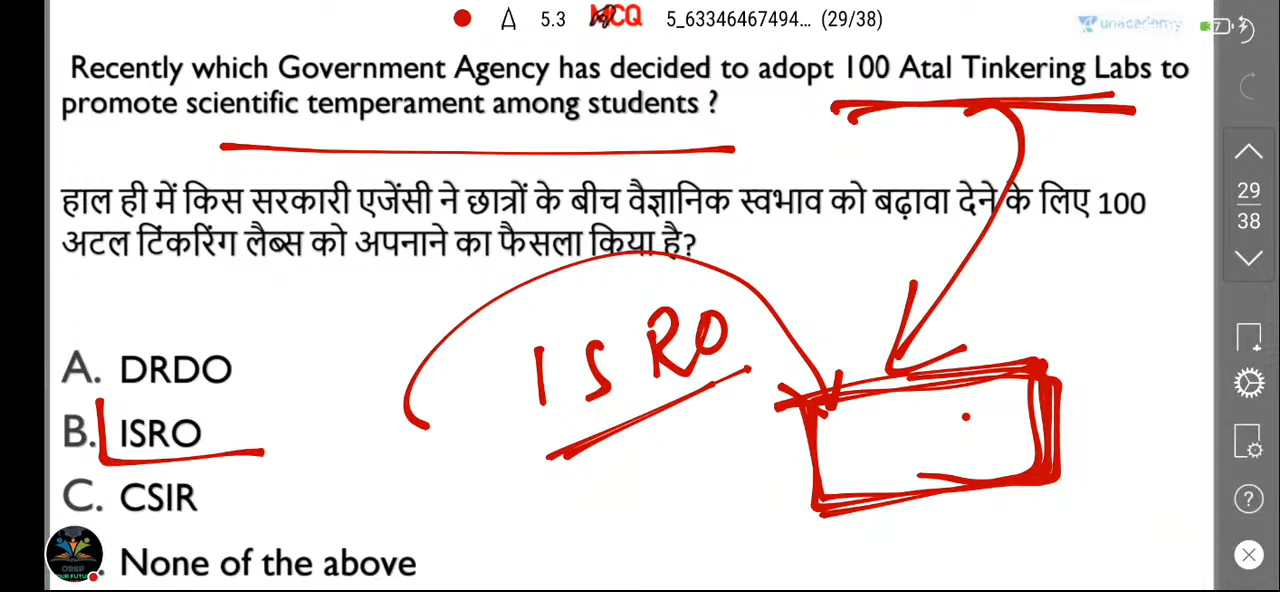 5.3 MCQ 5_63346467494... (29/38)
unacademy
Recently which Government Agency has decided to adopt 100 Atal Tinkering Labs to
promote scientific temperament among students ?
हाल ही में किस सरकारी एजेंसी ने छात्रों के बीच वैज्ञानिक स्वभाव को बढ़ावा देने के लिए 100
अटल टिंकरिंग लैब्स को अपनाने का फैसला किया है?
29
38
ISRO
A. DRDO
B. ISRO
C. CSIR
None of the above